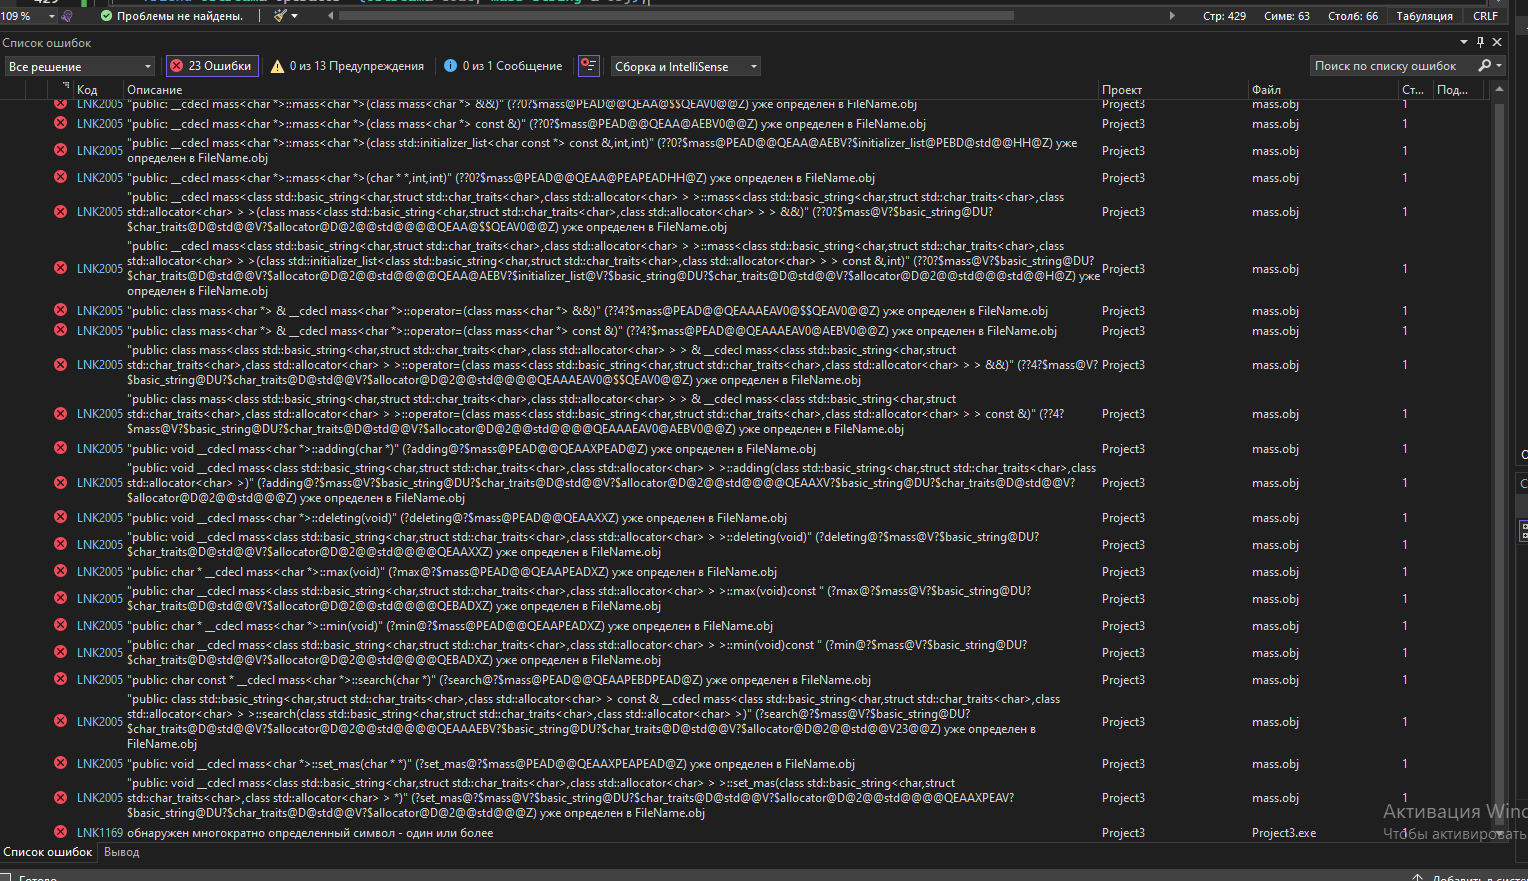 109 %
Проблемы не найдены.
Стр: 429 Симв: 63 Столб: 66 Табуляция CRLF
Список ошибок
Все решение 23 Ошибки 0 из 13 Предупреждения 0 из 1 Сообщение Сборка и IntelliSense Поиск по списку ошибок
Код Описание Проект Файл Ст... Под...
LNK2005 "public: __cdecl mass<char *>::mass<char *>(class mass<char *> &&)" (??0?$mass@PEAD@@QEAA@$$QEAV0@@Z) уже определен в FileName.obj Project3 mass.obj 1
LNK2005 "public: __cdecl mass<char *>::mass<char *>(class mass<char *> const &)" (??0?$mass@PEAD@@QEAA@AEBV0@@Z) уже определен в FileName.obj Project3 mass.obj 1
"public: __cdecl mass<char *>::mass<char *>(class std::initializer_list<char const *> const &,int,int)" (??0?$mass@PEAD@@QEAA@AEBV?$initializer_list@PEBD@std@@HH@Z) уже
LNK2005 определен в FileName.obj Project3 mass.obj 1
LNK2005 "public: __cdecl mass<char *>::mass<char *>(char * *,int,int)" (??0?$mass@PEAD@@QEAA@PEAPEADHH@Z) уже определен в FileName.obj Project3 mass.obj 1
"public: __cdecl mass<class std::basic_string<char,struct std::char_traits<char>,class std::allocator<char> > >::mass<class std::basic_string<char,struct std::char_traits<char>,class
LNK2005 std::allocator<char> > >(class mass<class std::basic_string<char,struct std::char_traits<char>,class std::allocator<char> > > &&)" (??0?$mass@V?$basic_string@DU? Project3 mass.obj 1
$char_traits@D@std@@V?$allocator@D@2@@std@@@@QEAA@$$QEAV0@@Z) уже определен в FileName.obj
"public: __cdecl mass<class std::basic_string<char,struct std::char_traits<char>,class std::allocator<char> > >::mass<class std::basic_string<char,struct std::char_traits<char>,class
std::allocator<char> > >(class std::initializer_list<class std::basic_string<char,struct std::char_traits<char>,class std::allocator<char> > > const &,int)" (??0?$mass@V?$basic_string@DU?
LNK2005 $char_traits@D@std@@V?$allocator@D@2@@std@@@@QEAA@AEBV?$initializer_list@V?$basic_string@DU?$char_traits@D@std@@V?$allocator@D@2@@std@@@std@@H@Z) уже Project3 mass.obj 1
определен в FileName.obj
LNK2005 "public: class mass<char *> & __cdecl mass<char *>::operator=(class mass<char *> &&)" (??4?$mass@PEAD@@QEAAAEAV0@$$QEAV0@@Z) уже определен в FileName.obj Project3 mass.obj 1
LNK2005 "public: class mass<char *> & __cdecl mass<char *>::operator=(class mass<char *> const &)" (??4?$mass@PEAD@@QEAAAEAV0@AEBV0@@Z) уже определен в FileName.obj Project3 mass.obj 1
"public: class mass<class std::basic_string<char,struct std::char_traits<char>,class std::allocator<char> > > & __cdecl mass<class std::basic_string<char,struct
LNK2005 std::char_traits<char>,class std::allocator<char> > >::operator=(class mass<class std::basic_string<char,struct std::char_traits<char>,class std::allocator<char> > > &&)" (??4?$mass@V? Project3 mass.obj 1
$basic_string@DU?$char_traits@D@std@@V?$allocator@D@2@@std@@@@QEAAAEAV0@$$QEAV0@@Z) уже определен в FileName.obj
"public: class mass<class std::basic_string<char,struct std::char_traits<char>,class std::allocator<char> > > & __cdecl mass<class std::basic_string<char,struct
LNK2005 std::char_traits<char>,class std::allocator<char> > >::operator=(class mass<class std::basic_string<char,struct std::char_traits<char>,class std::allocator<char> > > const &)" (??4? Project3 mass.obj 1
$mass@V?$basic_string@DU?$char_traits@D@std@@V?$allocator@D@2@@std@@@@QEAAAEAV0@AEBV0@@Z) уже определен в FileName.obj
LNK2005 "public: void __cdecl mass<char *>::adding(char *)" (?adding@?$mass@PEAD@@QEAAXPEAD@Z) уже определен в FileName.obj Project3 mass.obj 1
"public: void __cdecl mass<class std::basic_string<char,struct std::char_traits<char>,class std::allocator<char> > >::adding(class std::basic_string<char,struct std::char_traits<char>,class
LNK2005 std::allocator<char> >)" (?adding@?$mass@V?$basic_string@DU?$char_traits@D@std@@V?$allocator@D@2@@std@@@@QEAAXV?$basic_string@DU?$char_traits@D@std@@V? Project3 mass.obj 1
$allocator@D@2@@std@@@Z) уже определен в FileName.obj
LNK2005 "public: void __cdecl mass<char *>::deleting(void)" (?deleting@?$mass@PEAD@@QEAAXXZ) уже определен в FileName.obj Project3 mass.obj 1
"public: void __cdecl mass<class std::basic_string<char,struct std::char_traits<char>,class std::allocator<char> > >::deleting(void)" (?deleting@?$mass@V?$basic_string@DU?
LNK2005 $char_traits@D@std@@V?$allocator@D@2@@std@@@@QEAAXXZ) уже определен в FileName.obj Project3 mass.obj 1
LNK2005 "public: char * __cdecl mass<char *>::max(void)" (?max@?$mass@PEAD@@QEAAPEADXZ) уже определен в FileName.obj Project3 mass.obj 1
"public: char __cdecl mass<class std::basic_string<char,struct std::char_traits<char>,class std::allocator<char> > >::max(void)const " (?max@?$mass@V?$basic_string@DU?
LNK2005 $char_traits@D@std@@V?$allocator@D@2@@std@@@@QEBADXZ) уже определен в FileName.obj Project3 mass.obj 1
LNK2005 "public: char * __cdecl mass<char *>::min(void)" (?min@?$mass@PEAD@@QEAAPEADXZ) уже определен в FileName.obj Project3 mass.obj 1
"public: char __cdecl mass<class std::basic_string<char,struct std::char_traits<char>,class std::allocator<char> > >::min(void)const " (?min@?$mass@V?$basic_string@DU?
LNK2005 $char_traits@D@std@@V?$allocator@D@2@@std@@@@QEBADXZ) уже определен в FileName.obj Project3 mass.obj 1
LNK2005 "public: char const * __cdecl mass<char *>::search(char *)" (?search@?$mass@PEAD@@QEAAPEBDPEAD@Z) уже определен в FileName.obj Project3 mass.obj 1
"public: class std::basic_string<char,struct std::char_traits<char>,class std::allocator<char> > const & __cdecl mass<class std::basic_string<char,struct std::char_traits<char>,class
std::allocator<char> > >::search(class std::basic_string<char,struct std::char_traits<char>,class std::allocator<char> >)" (?search@?$mass@V?$basic_string@DU?
LNK2005 $char_traits@D@std@@V?$allocator@D@2@@std@@@@QEAAAEBV?$basic_string@DU?$char_traits@D@std@@V?$allocator@D@2@@std@@V23@@Z) уже определен в Project3 mass.obj 1
FileName.obj
LNK2005 "public: void __cdecl mass<char *>::set_mas(char * *)" (?set_mas@?$mass@PEAD@@QEAAXPEAPEAD@Z) уже определен в FileName.obj Project3 mass.obj 1
"public: void __cdecl mass<class std::basic_string<char,struct std::char_traits<char>,class std::allocator<char> > >::set_mas(class std::basic_string<char,struct
LNK2005 std::char_traits<char>,class std::allocator<char> > *)" (?set_mas@?$mass@V?$basic_string@DU?$char_traits@D@std@@V?$allocator@D@2@@std@@@@QEAAXPEAV? Project3 mass.obj 1
$basic_string@DU?$char_traits@D@std@@V?$allocator@D@2@@std@@@Z) уже определен в FileName.obj
LNK1169 обнаружен многократно определенный символ - один или более Project3 Project3.exe 1
Активация Wind
Чтобы активировать
Список ошибок Вывод
Готово
Добавить в систе